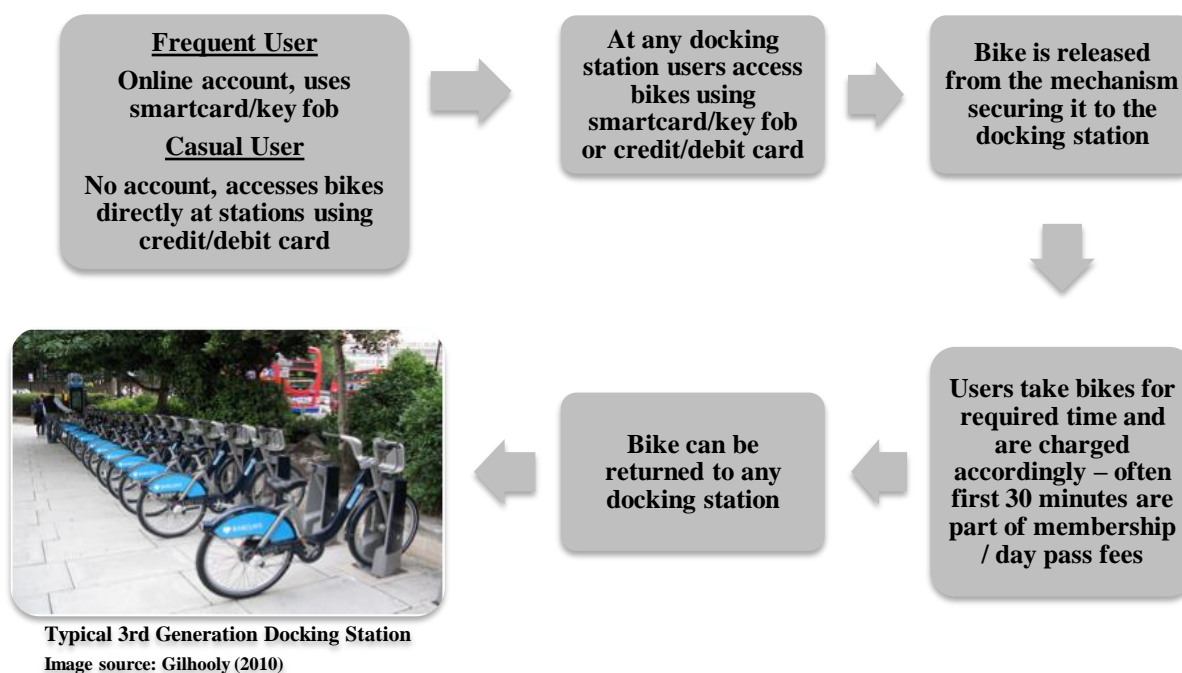 Frequent User
Online account, uses
smartcard/key fob
Casual User
No account, accesses bikes
directly at stations using
credit/debit card
At any docking
station users access
bikes using
smartcard/key fob
or credit/debit card
Bike is released
from the mechanism
securing it to the
docking station
Users take bikes for
required time and
are charged
accordingly – often
first 30 minutes are
part of membership
/ day pass fees
Bike can be
returned to any
docking station
BARCLAYS
Typical 3rd Generation Docking Station
Image source: Gilhooly (2010)